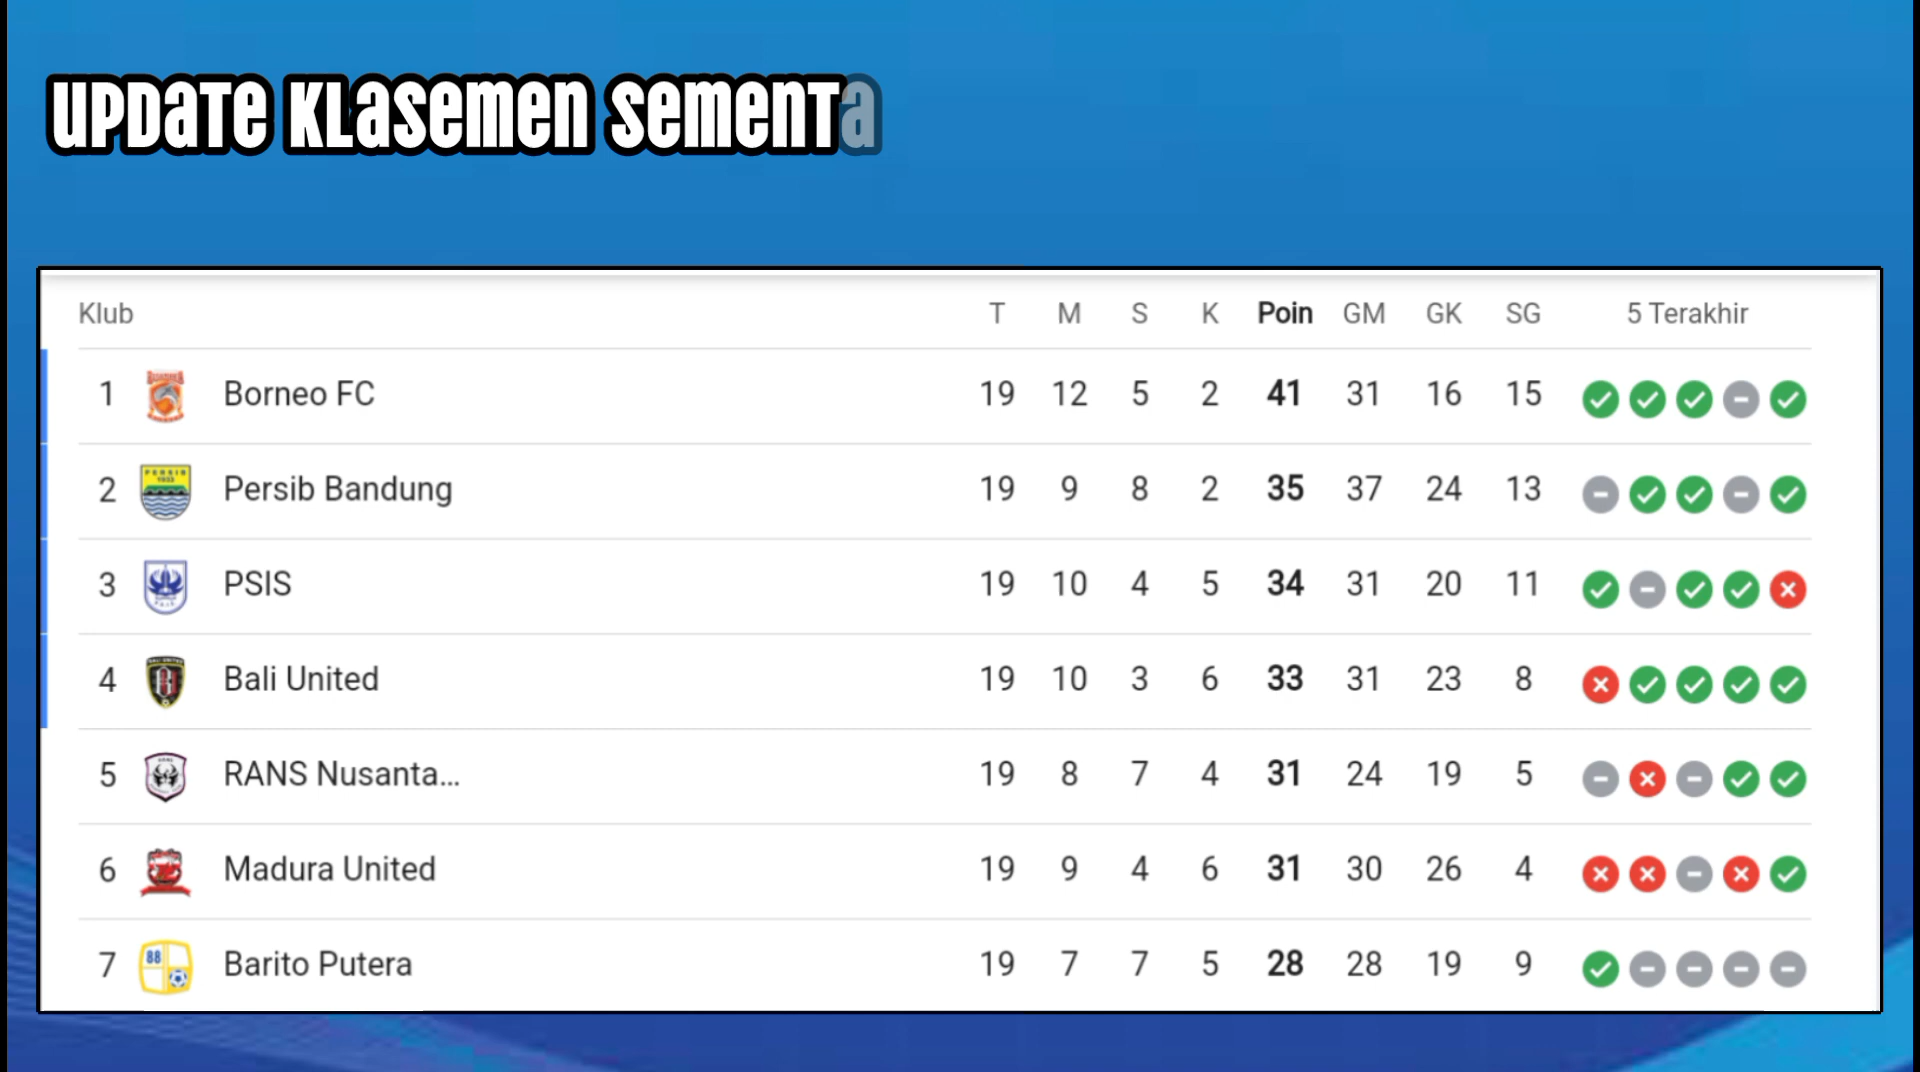 UPDATE KLASEMEN SEMENTA
Klub T M S K Poin GM GK SG 5 Terakhir
1 Borneo FC 19 12 5 2 41 31 16 15
2 PERSIB 1933 Persib Bandung 19 9 8 2 35 37 24 13
3 PSIS 19 10 4 5 34 31 20 11
4 Bali United 19 10 3 6 33 31 23 8
5 RANS Nusanta... 19 8 7 4 31 24 19 5
6 Madura United 19 9 4 6 31 30 26 4
7 88 Barito Putera 19 7 7 5 28 28 19 9